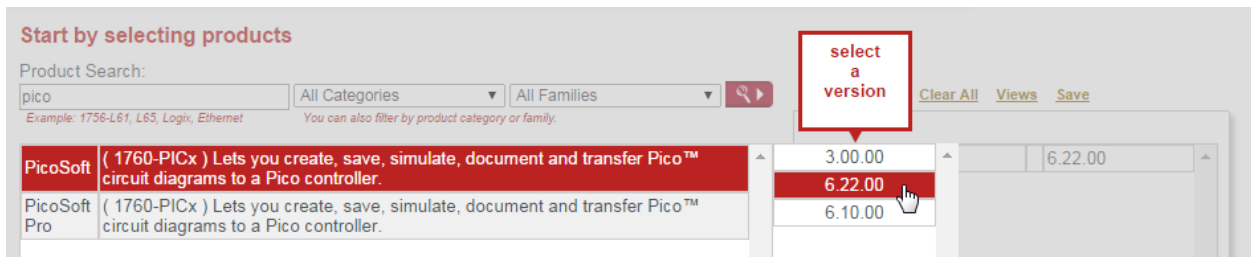 Start by selecting products
Product Search:
pico
All Categories
All Families
Example: 1756-L61, L65, Logix, Ethernet
You can also filter by product category or family.
select
a
version
Clear All Views Save
PicoSoft
( 1760-PICx ) Lets you create, save, simulate, document and transfer Pico™
circuit diagrams to a Pico controller.
PicoSoft
Pro
( 1760-PICx ) Lets you create, save, simulate, document and transfer Pico™
circuit diagrams to a Pico controller.
3.00.00
6.22.00
6.10.00
6.22.00